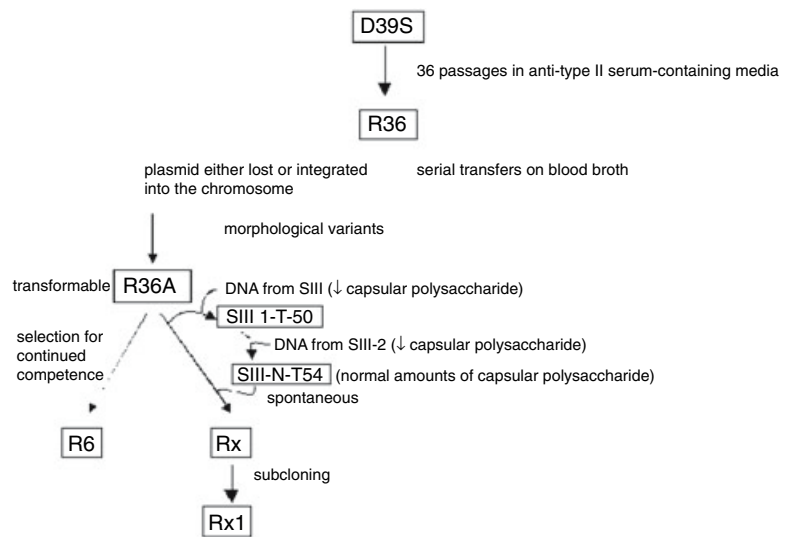 D39S
36 passages in anti-type II serum-containing media
R36
plasmid either lost or integrated
into the chromosome
serial transfers on blood broth
morphological variants
transformable
R36A
DNA from SIII (↓ capsular polysaccharide)
SIII 1-T-50
selection for
continued
competence
DNA from SIII-2 (↓ capsular polysaccharide)
SIII-N-T54
(normal amounts of capsular polysaccharide)
spontaneous
R6
Rx
subcloning
Rx1